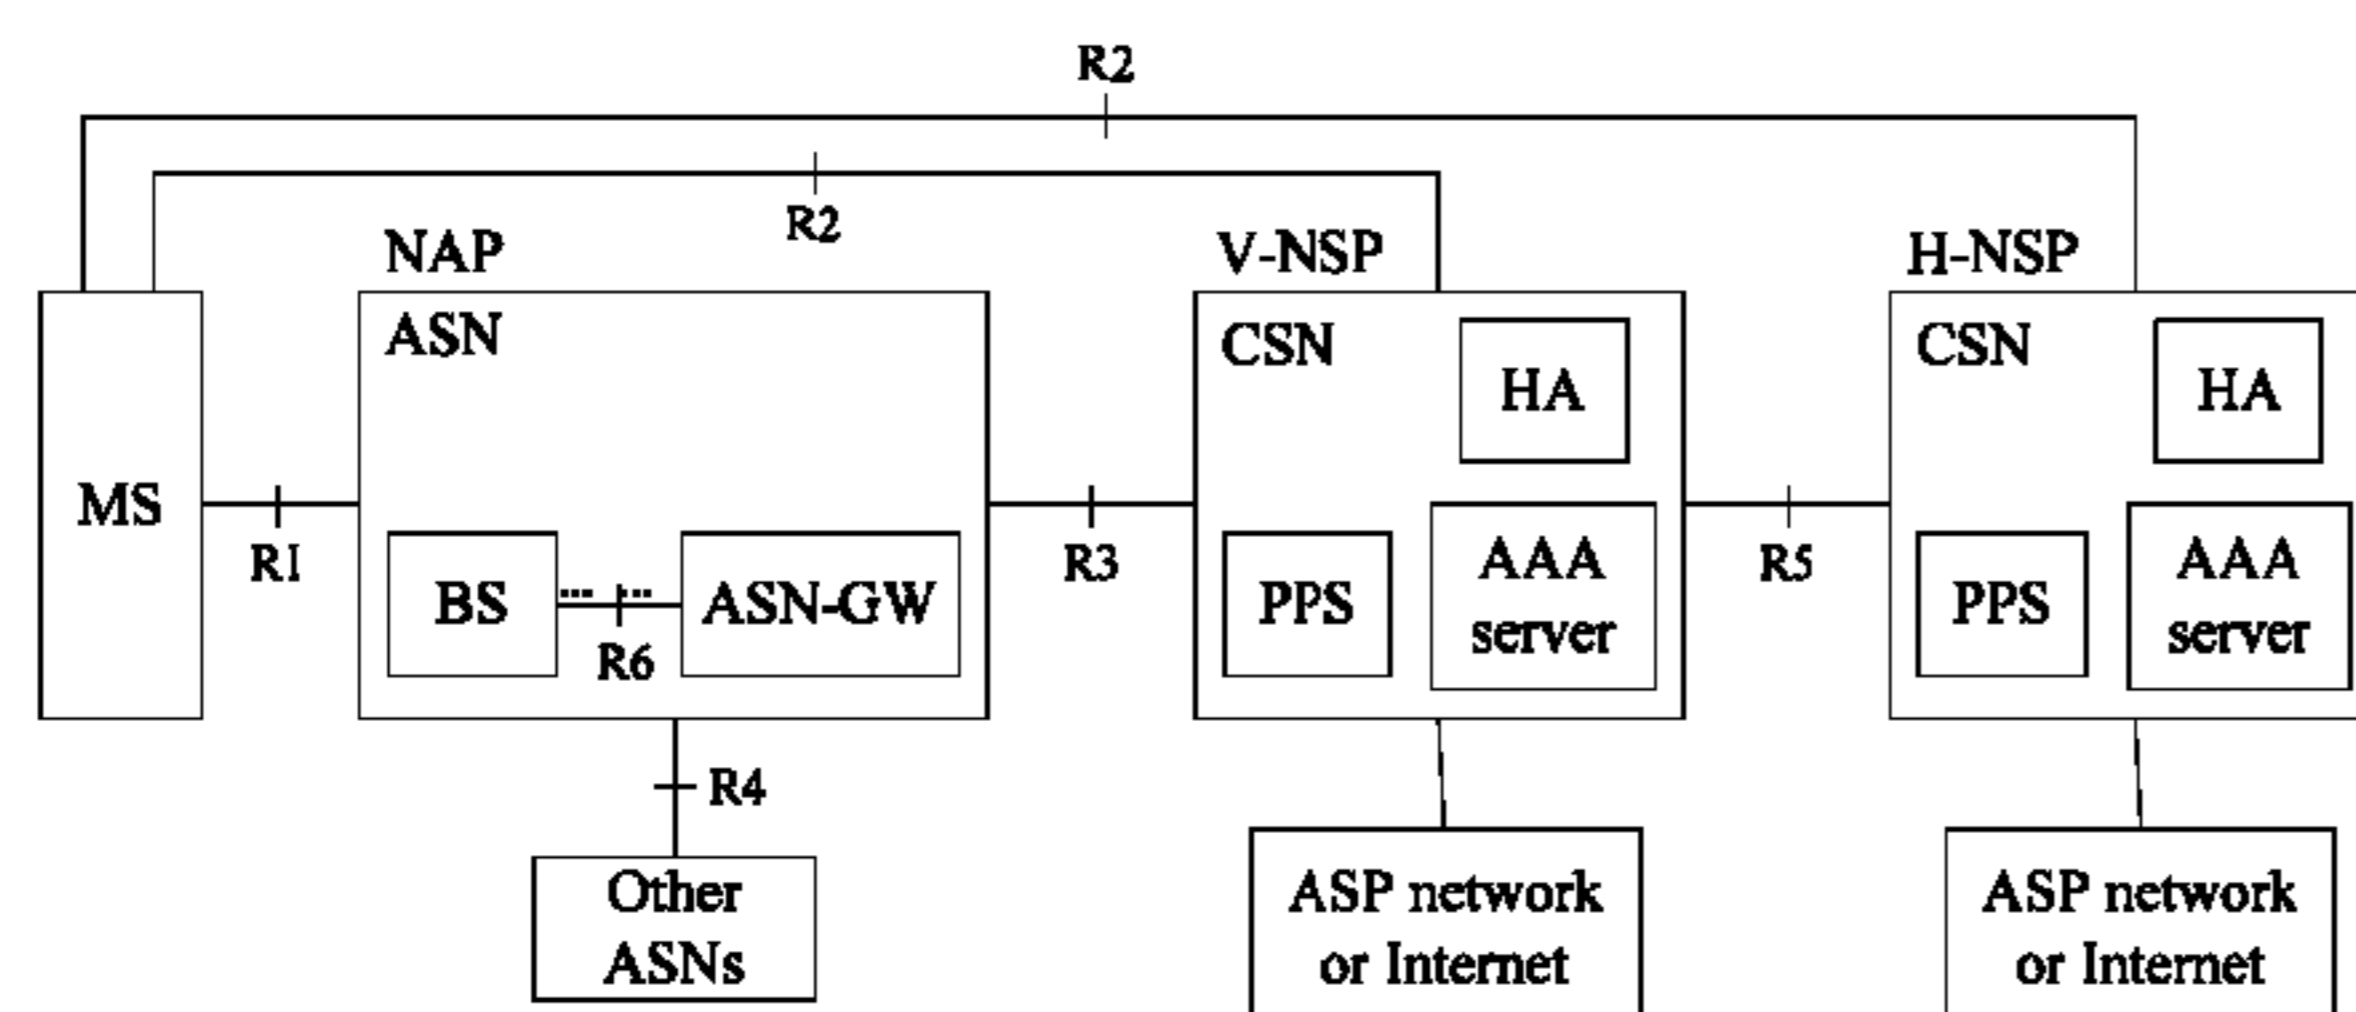 R2
R2
NAP
V-NSP
H-NSP
ASN
CSN
HA
CSN
HA
MS
R1
R3
R5
BS
ASN-GW
R6
PPS
AAA
server
PPS
AAA
server
R4
Other
ASNs
ASP network
or Internet
ASP network
or Internet